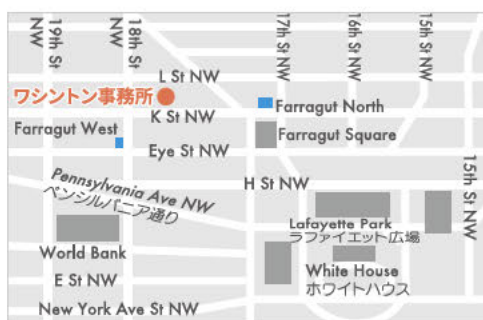 19th St
NW
18th St
NW
17th St NW
16th St NW
15th St NW
L St NW
ワシントン事務所
Farragut North
K St NW
Farragut West
Farragut Square
Eye St NW
Pennsylvania Ave NW
ペンシルバニア通り
H St NW
15th St NW
Lafayette Park
ラファイエット広場
World Bank
White House
ホワイトハウス
E St NW
New York Ave St NW